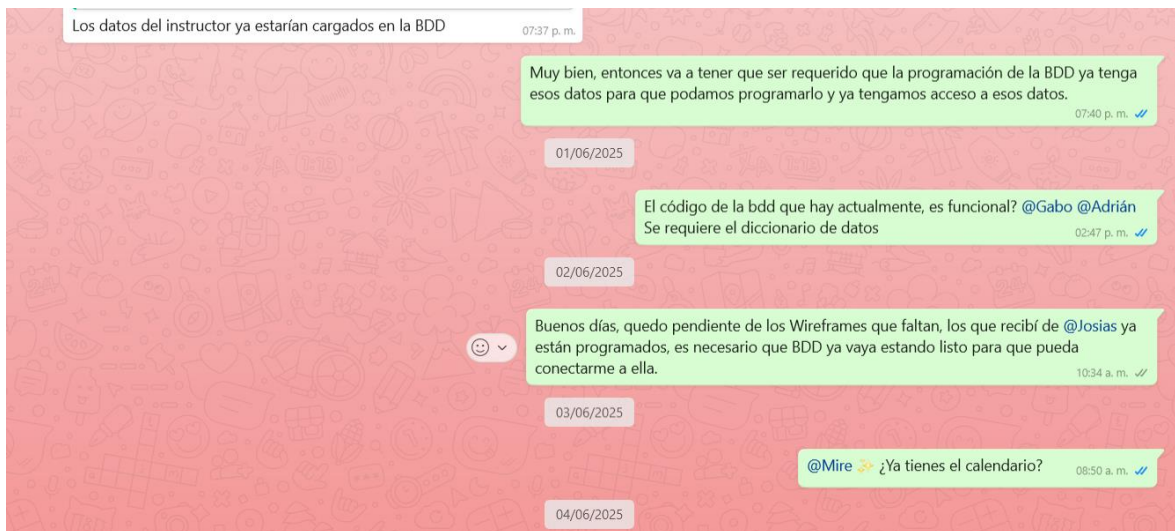 Los datos del instructor ya estarían cargados en la BDD
07:37 p. m.
Muy bien, entonces va a tener que ser requerido que la programación de la BDD ya tenga
esos datos para que podamos programarlo y ya tengamos acceso a esos datos.
07:40 p. m.
01/06/2025
El código de la bdd que hay actualmente, es funcional? @Gabo @Adrián
Se requiere el diccionario de datos
02:47 p. m.
02/06/2025
Buenos días, quedo pendiente de los Wireframes que faltan, los que recibí de @Josias ya
están programados, es necesario que BDD ya vaya estando listo para que pueda
conectarme a ella.
10:34 a. m.
03/06/2025
@Mire ✨ ¿Ya tienes el calendario?
08:50 a. m.
04/06/2025